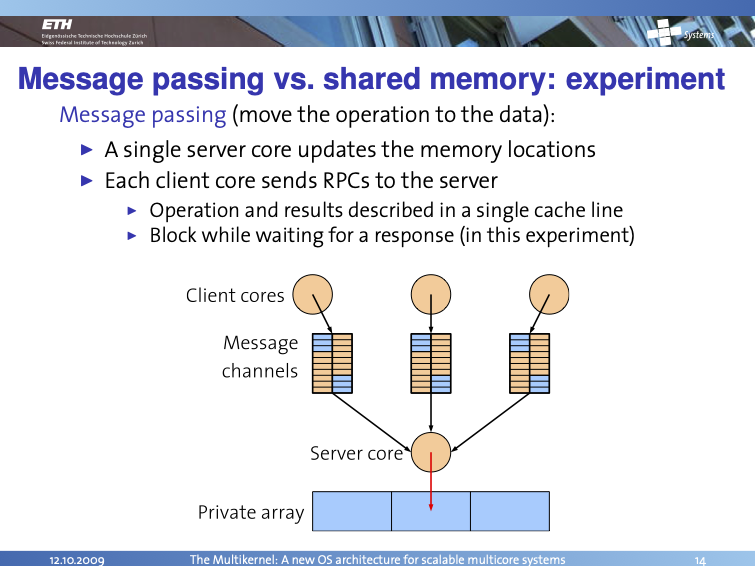 ETH
Eidgenössische Technische Hochschule Zürich
Swiss Federal Institute of Technology Zurich
Systems
Message passing vs. shared memory: experiment
Message passing (move the operation to the data):
A single server core updates the memory locations
Each client core sends RPCs to the server
Operation and results described in a single cache line
Block while waiting for a response (in this experiment)
Client cores
Message
channels
Server core
Private array
12.10.2009 The Multikernel: A new OS architecture for scalable multicore systems 14